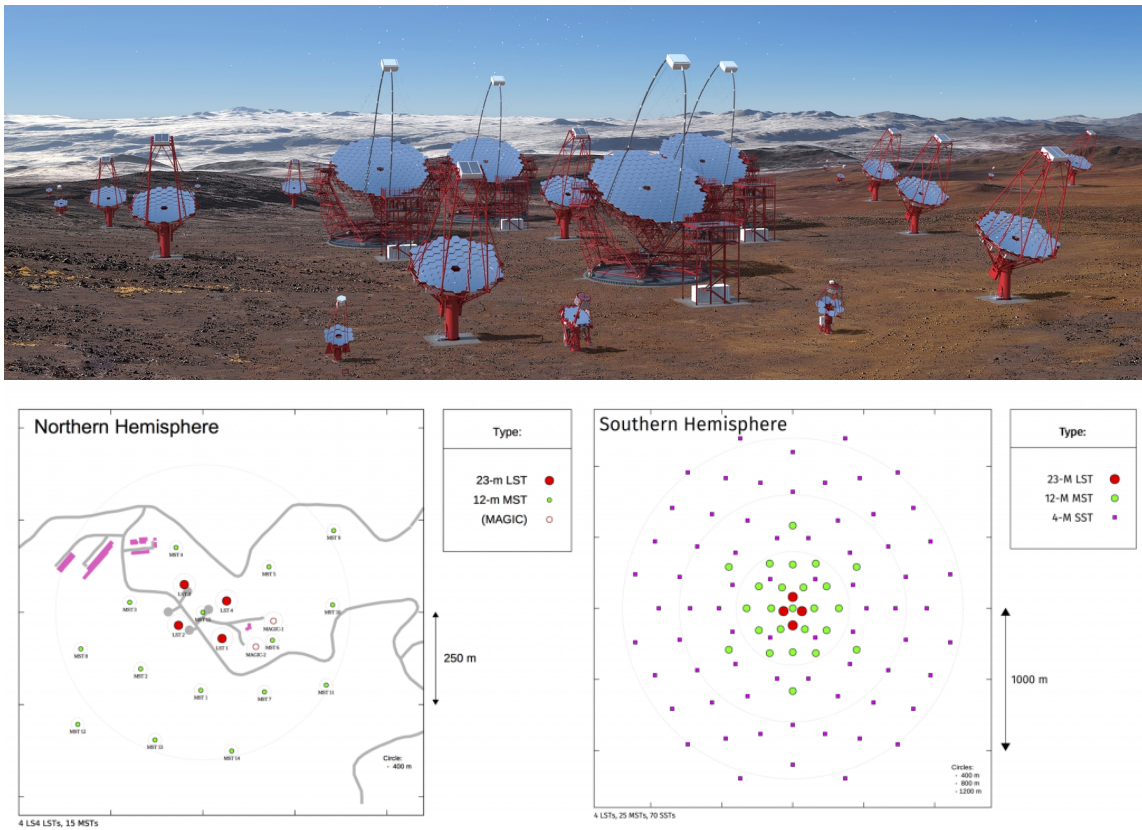 Northern Hemisphere
Type:
23-m LST
12-m MST
(MAGIC)
MST 9
MST 4
MST 5
LST 3
LST 4
MST 3
MST 10
MAGIC-1
LST 2
LST 1
MST 6
MAGIC-2
MST 8
MST 2
MST 1
MST 7
MST 11
MST 12
MST 13
MST 14
250 m
Circle:
- 400 m
4 LS4 LSTs, 15 MSTs
Southern Hemisphere
Type:
23-M LST
12-M MST
4-M SST
1000 m
Circles:
- 400 m
- 800 m
- 1200 m
4 LSTs, 25 MSTs, 70 SSTs